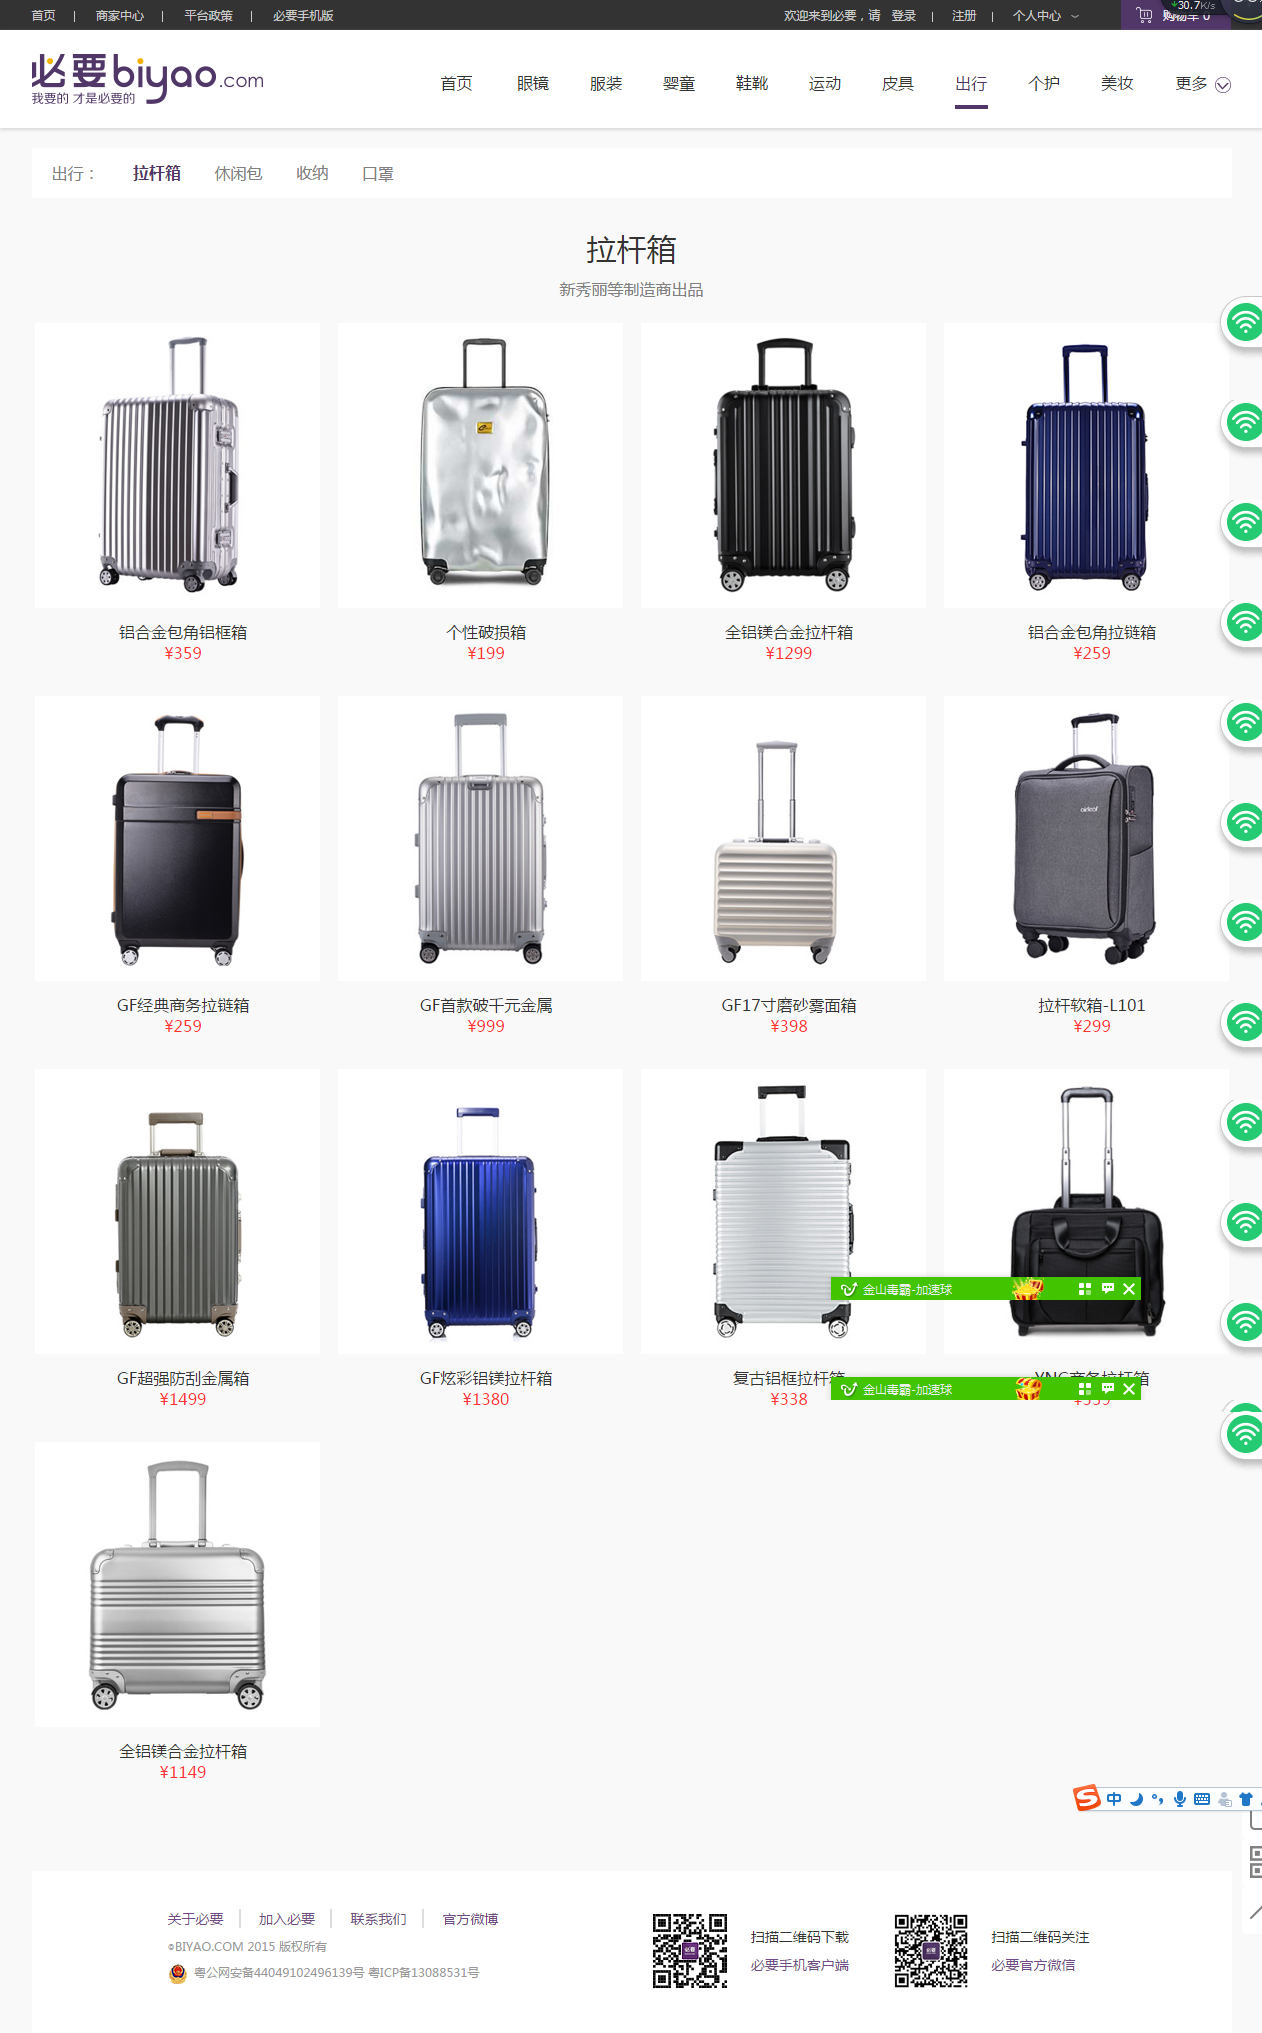 首页 | 商家中心 | 平台政策 | 必要手机版 欢迎来到必要，请 登录 | 注册 | 个人中心
30.7K/s
必要biyao.com
我要的 才是必要的
首页 眼镜 服装 婴童 鞋靴 运动 皮具 出行 个护 美妆 更多
出行： 拉杆箱 休闲包 收纳 口罩
拉杆箱
新秀丽等制造商出品
铝合金包角铝框箱 个性破损箱 全铝镁合金拉杆箱 铝合金包角拉链箱
¥359 ¥199 ¥1299 ¥259
airleaf
GF经典商务拉链箱 GF首款破千元金属 GF17寸磨砂雾面箱 拉杆软箱-L101
¥259 ¥999 ¥398 ¥299
金山毒霸-加速球
GF超强防刮金属箱 GF炫彩铝镁拉杆箱 复古铝框拉杆箱
金山毒霸-加速球
¥1499 ¥1380 ¥338
全铝镁合金拉杆箱
¥1149
中
关于必要 加入必要 联系我们 官方微博
©BIYAO.COM 2015 版权所有
粤公网安备44049102496139号 粤ICP备13088531号
扫描二维码下载
必要手机客户端
扫描二维码关注
必要官方微信